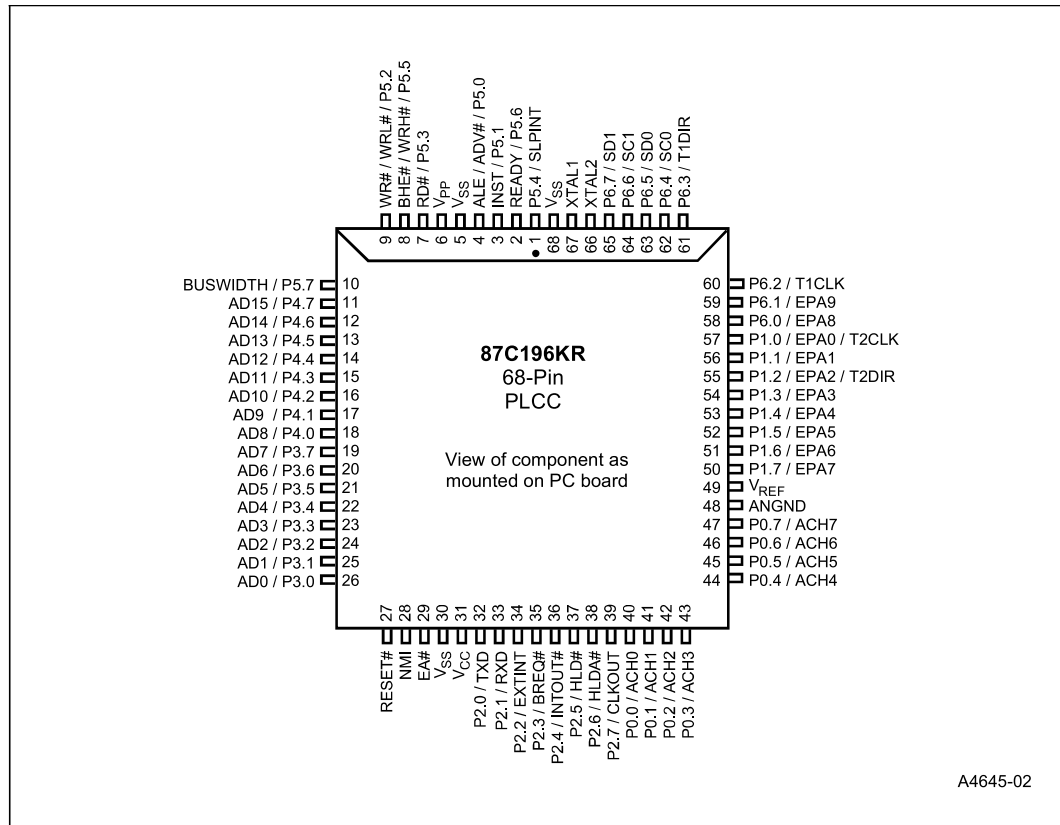 WR# / WRL# / P5.2
BHE# / WRH# / P5.5
RD# / P5.3
VPP
VSS
ALE / ADV# / P5.0
INST / P5.1
READY / P5.6
P5.4 / SLPINT
VSS
XTAL1
XTAL2
P6.7 / SD1
P6.6 / SC1
P6.5 / SD0
P6.4 / SC0
P6.3 / T1DIR
9 8 7 6 5 4 3 2 1 68 67 66 65 64 63 62 61
BUSWIDTH / P5.7 10
AD15 / P4.7 11
AD14 / P4.6 12
AD13 / P4.5 13
AD12 / P4.4 14
AD11 / P4.3 15
AD10 / P4.2 16
AD9 / P4.1 17
AD8 / P4.0 18
AD7 / P3.7 19
AD6 / P3.6 20
AD5 / P3.5 21
AD4 / P3.4 22
AD3 / P3.3 23
AD2 / P3.2 24
AD1 / P3.1 25
AD0 / P3.0 26
87C196KR
68-Pin
PLCC
View of component as
mounted on PC board
60 P6.2 / T1CLK
59 P6.1 / EPA9
58 P6.0 / EPA8
57 P1.0 / EPA0 / T2CLK
56 P1.1 / EPA1
55 P1.2 / EPA2 / T2DIR
54 P1.3 / EPA3
53 P1.4 / EPA4
52 P1.5 / EPA5
51 P1.6 / EPA6
50 P1.7 / EPA7
49 VREF
48 ANGND
47 P0.7 / ACH7
46 P0.6 / ACH6
45 P0.5 / ACH5
44 P0.4 / ACH4
27 28 29 30 31 32 33 34 35 36 37 38 39 40 41 42 43
RESET#
NMI
EA#
VSS
VCC
P2.0 / TXD
P2.1 / RXD
P2.2 / EXTINT
P2.3 / BREQ#
P2.4 / INTOUT#
P2.5 / HLD#
P2.6 / HLDA#
P2.7 / CLKOUT
P0.0 / ACH0
P0.1 / ACH1
P0.2 / ACH2
P0.3 / ACH3
A4645-02